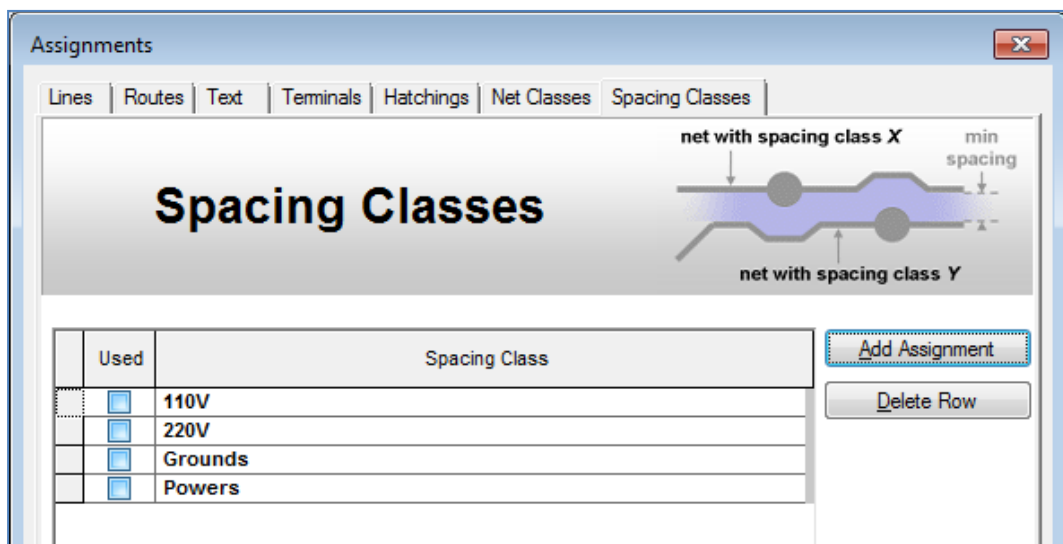 Assignments
Lines Routes Text Terminals Hatchings Net Classes Spacing Classes
Spacing Classes
net with spacing class X
min
spacing
net with spacing class Y
Used Spacing Class
110V
220V
Grounds
Powers
Add Assignment
Delete Row